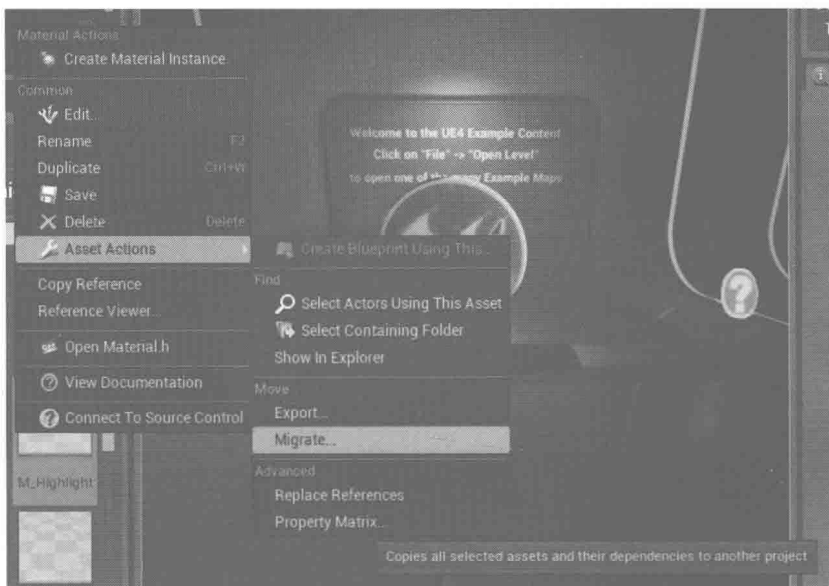 Material Actions
Create Material Instance
Common
Edit...
Rename F2
Duplicate Ctrl+W
Save
Delete Delete
Asset Actions
Copy Reference
Reference Viewer...
Open Material.h
View Documentation
Connect To Source Control
M_Highlight
Create Blueprint Using This...
Find
Select Actors Using This Asset
Select Containing Folder
Show In Explorer
Move
Export...
Migrate...
Advanced
Replace References
Property Matrix...
Copies all selected assets and their dependencies to another project
Welcome to the UE4 Example Content
Click on "File" -> "Open Level"
to open one of the many Example Maps